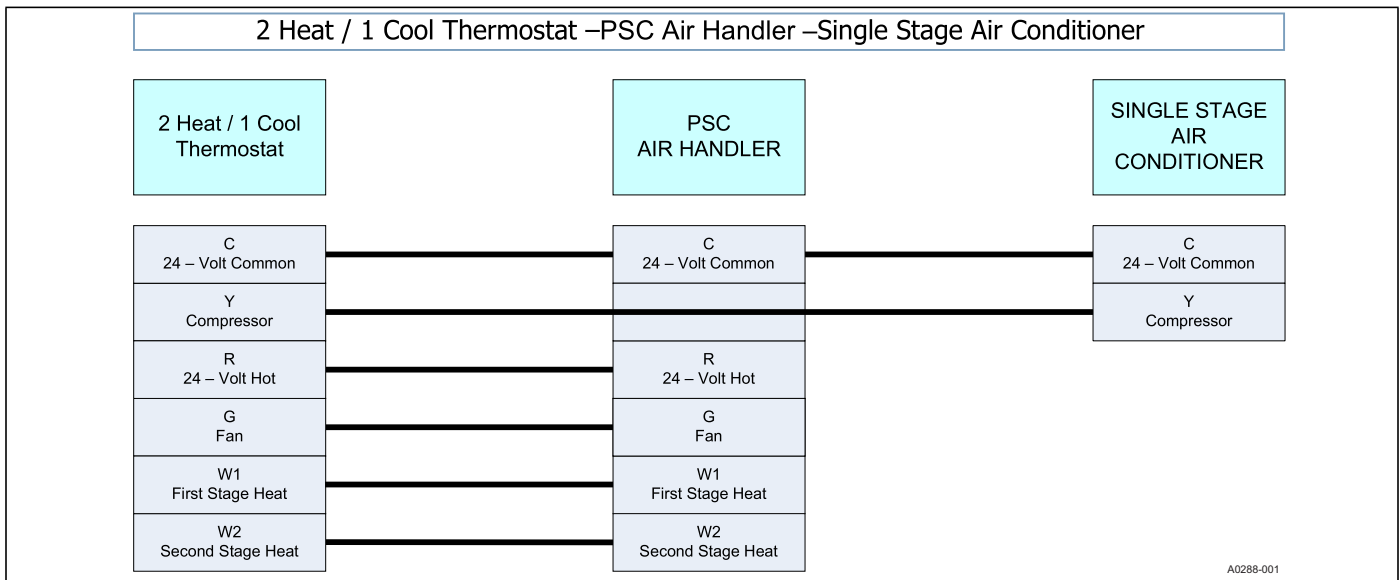 2 Heat / 1 Cool Thermostat –PSC Air Handler –Single Stage Air Conditioner
2 Heat / 1 Cool
Thermostat
PSC
AIR HANDLER
SINGLE STAGE
AIR
CONDITIONER
C
24 – Volt Common
C
24 – Volt Common
C
24 – Volt Common
Y
Compressor
Y
Compressor
R
24 – Volt Hot
R
24 – Volt Hot
G
Fan
G
Fan
W1
First Stage Heat
W1
First Stage Heat
W2
Second Stage Heat
W2
Second Stage Heat
A0288-001